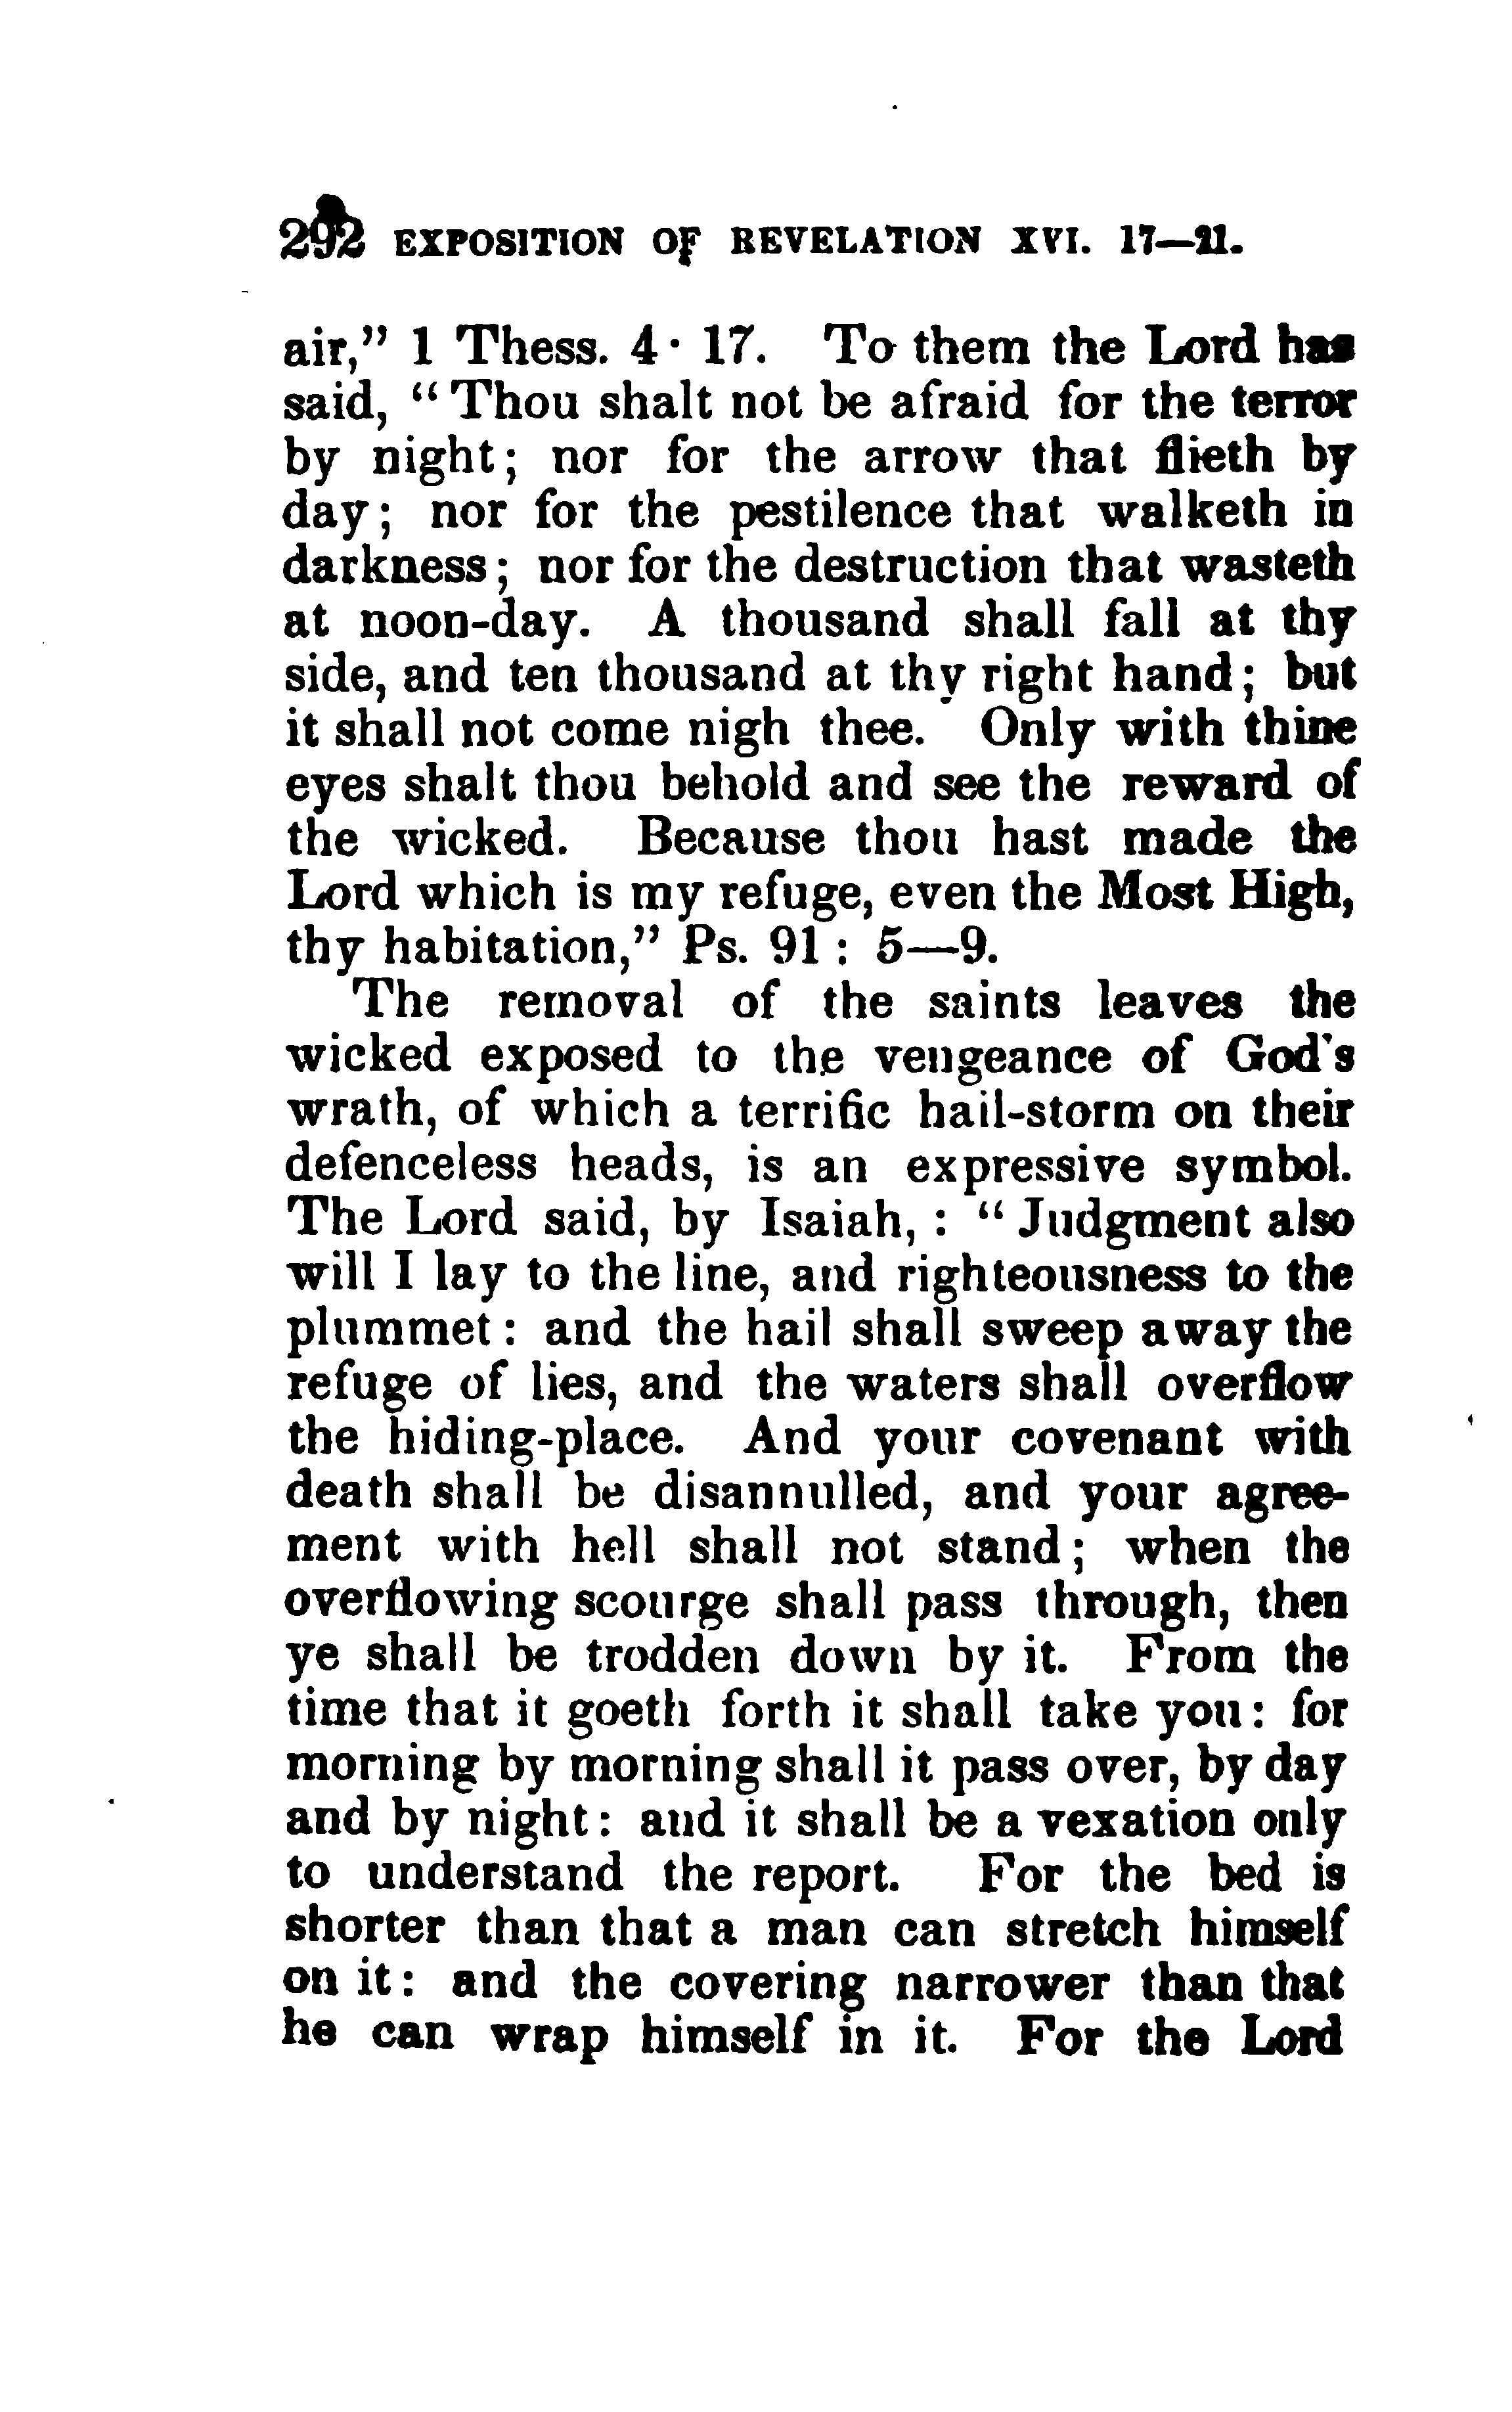 292 EXPOSITION OF REVELATION XVI. 17—21.
air,” 1 Thess. 4· 17. To them the Lord has
said, “Thou shalt not be afraid for the terror
by night; nor for the arrow that flieth by
day; nor for the pestilence that walketh in
darkness; nor for the destruction that wasteth
at noon-day. A thousand shall fall at thy
side, and ten thousand at thy right hand; but
it shall not come nigh thee. Only with thine
eyes shalt thou behold and see the reward of
the wicked. Because thou hast made the
Lord which is my refuge, even the Most High,
thy habitation,” Ps. 91: 5—9.
The removal of the saints leaves the
wicked exposed to the vengeance of God's
wrath, of which a terrific hail-storm on their
defenceless heads, is an expressive symbol.
The Lord said, by Isaiah, : “Judgment also
will I lay to the line, and righteousness to the
plummet: and the hail shall sweep away the
refuge of lies, and the waters shall overflow
the hiding-place. And your covenant with
death shall be disannulled, and your agree-
ment with hell shall not stand; when the
overflowing scourge shall pass through, then
ye shall be trodden down by it. From the
time that it goeth forth it shall take you: for
morning by morning shall it pass over, by day
and by night: and it shall be a vexation only
to understand the report. For the bed is
shorter than that a man can stretch himself
on it: and the covering narrower than that
he can wrap himself in it. For the Lord